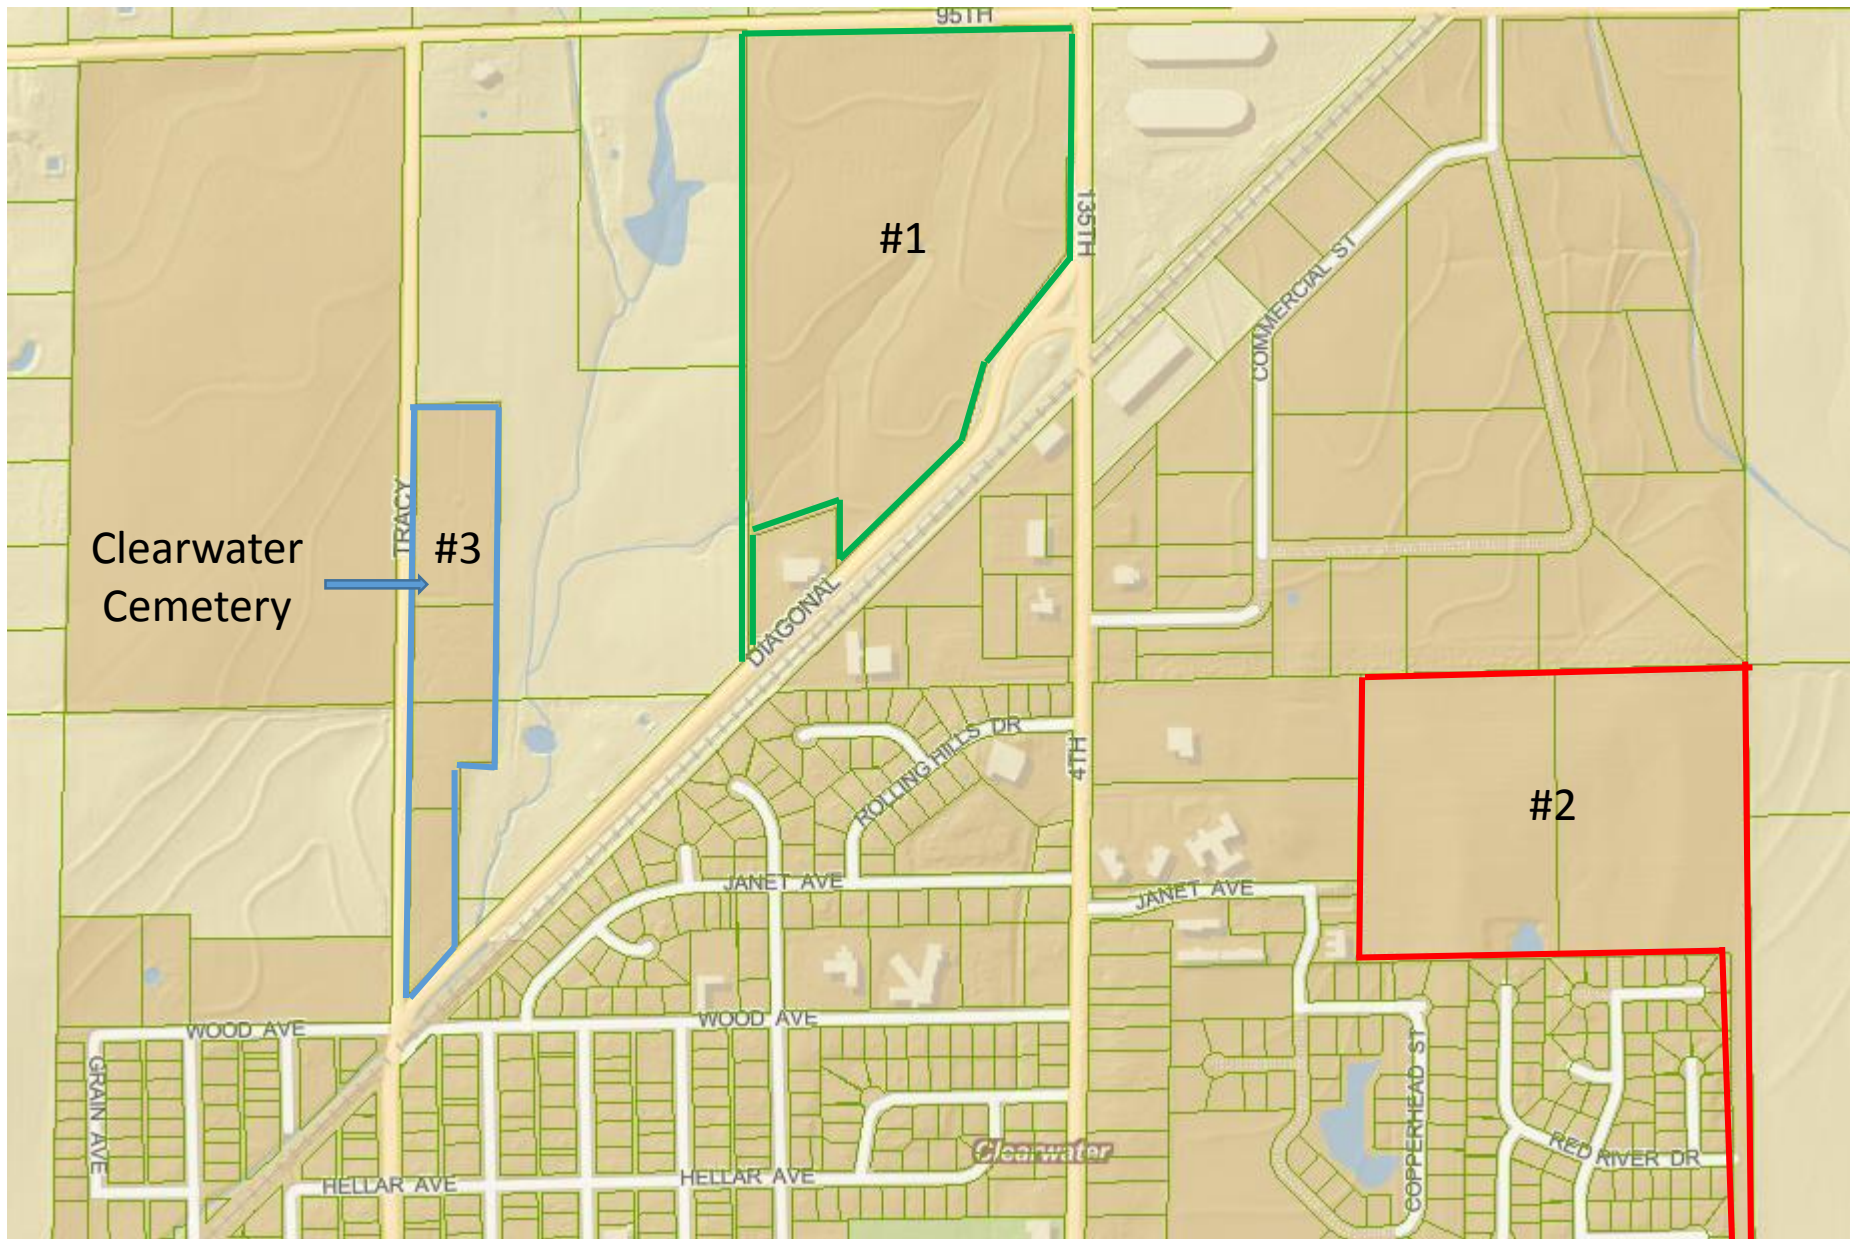 95TH
#1
135TH
COMMERCIAL ST
TRACY
Clearwater
Cemetery
#3
DIAGONAL
ROLLING HILLS DR
4TH
#2
JANET AVE
JANET AVE
WOOD AVE
WOOD AVE
GRAIN AVE
COPPERHEAD ST
RED RIVER DR
Clearwater
HELLAR AVE
HELLAR AVE